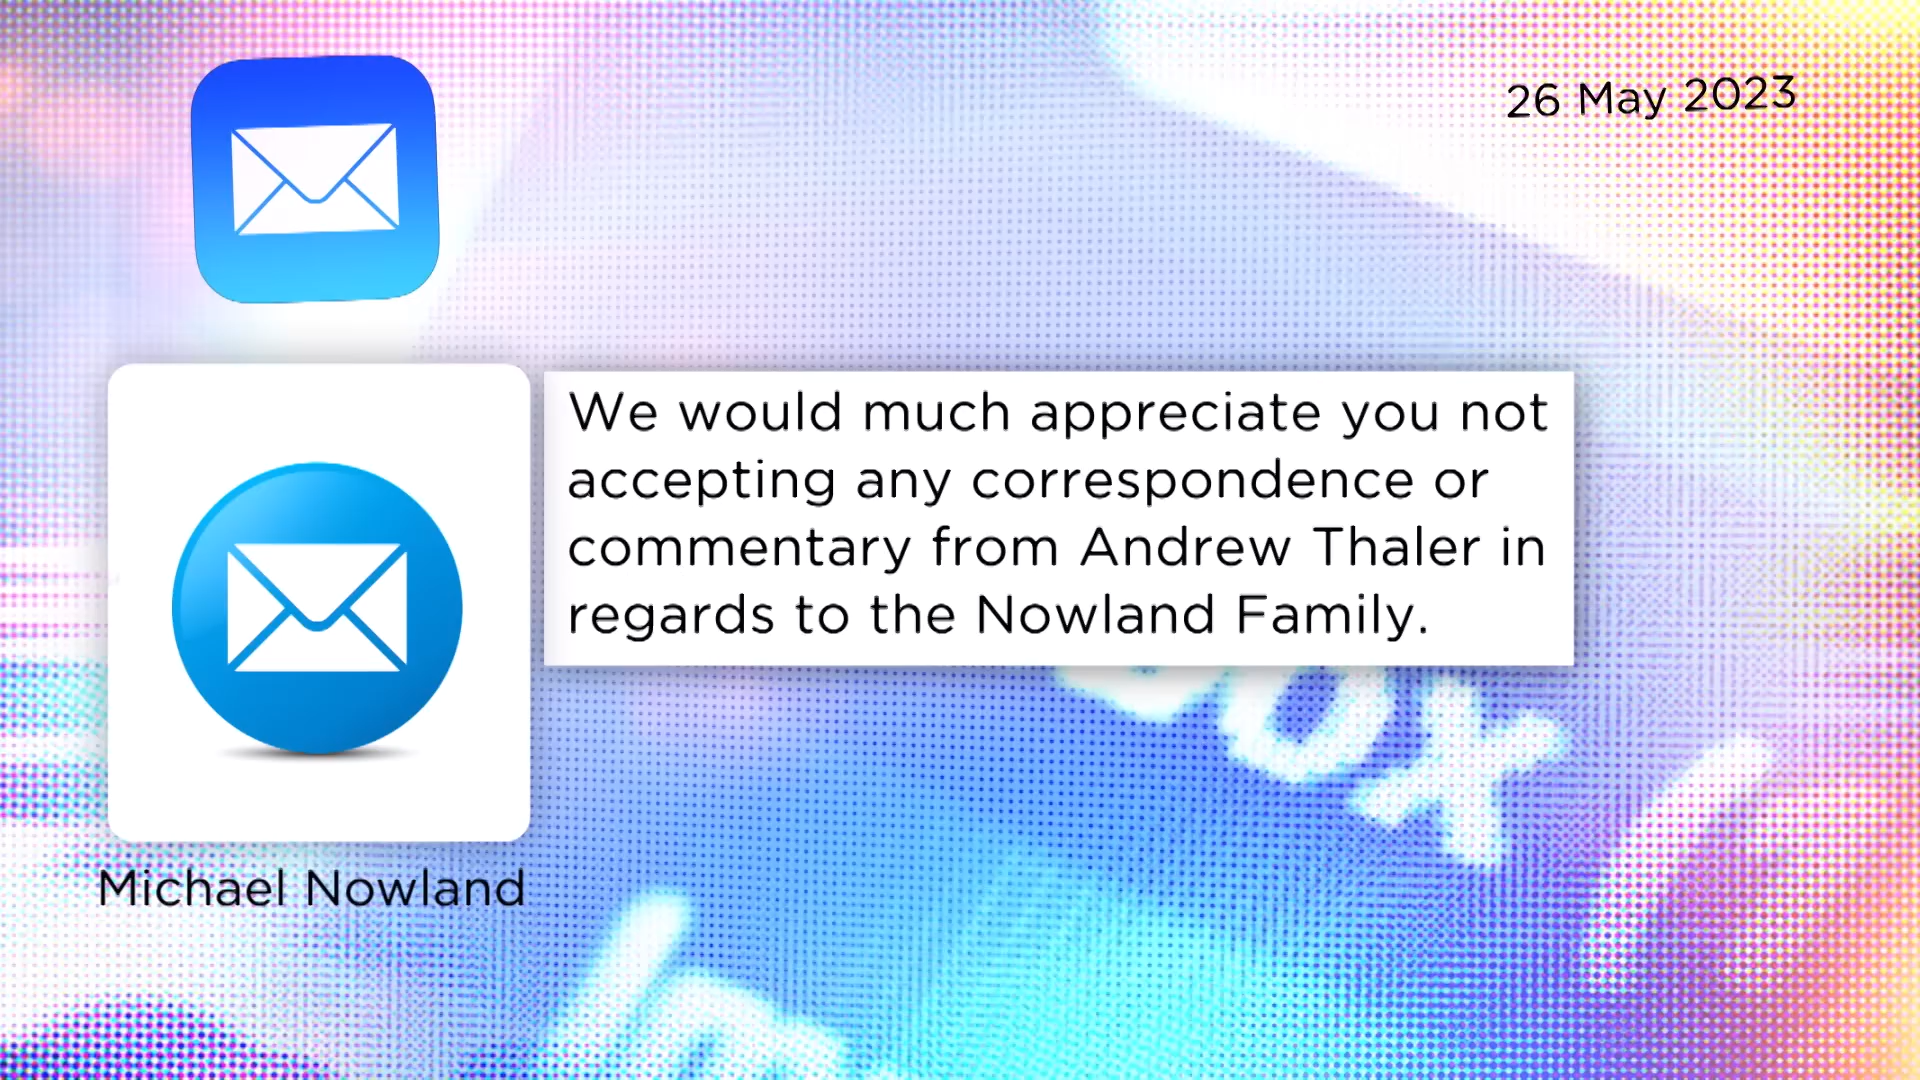 26 May 2023
We would much appreciate you not
accepting any correspondence or
commentary from Andrew Thaler in
regards to the Nowland Family.
Michael Nowland